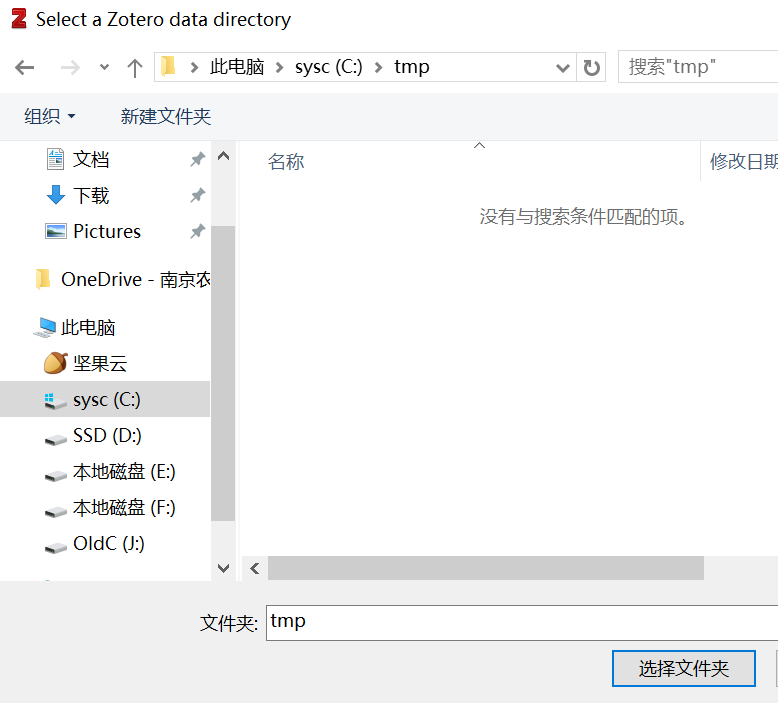 Select a Zotero data directory
此电脑 sysc (C:) tmp
搜索"tmp"
组织 新建文件夹
名称 修改日期
没有与搜索条件匹配的项。
文档
下载
Pictures
OneDrive - 南京农
此电脑
坚果云
sysc (C:)
SSD (D:)
本地磁盘 (E:)
本地磁盘 (F:)
OldC (J:)
文件夹: tmp
选择文件夹